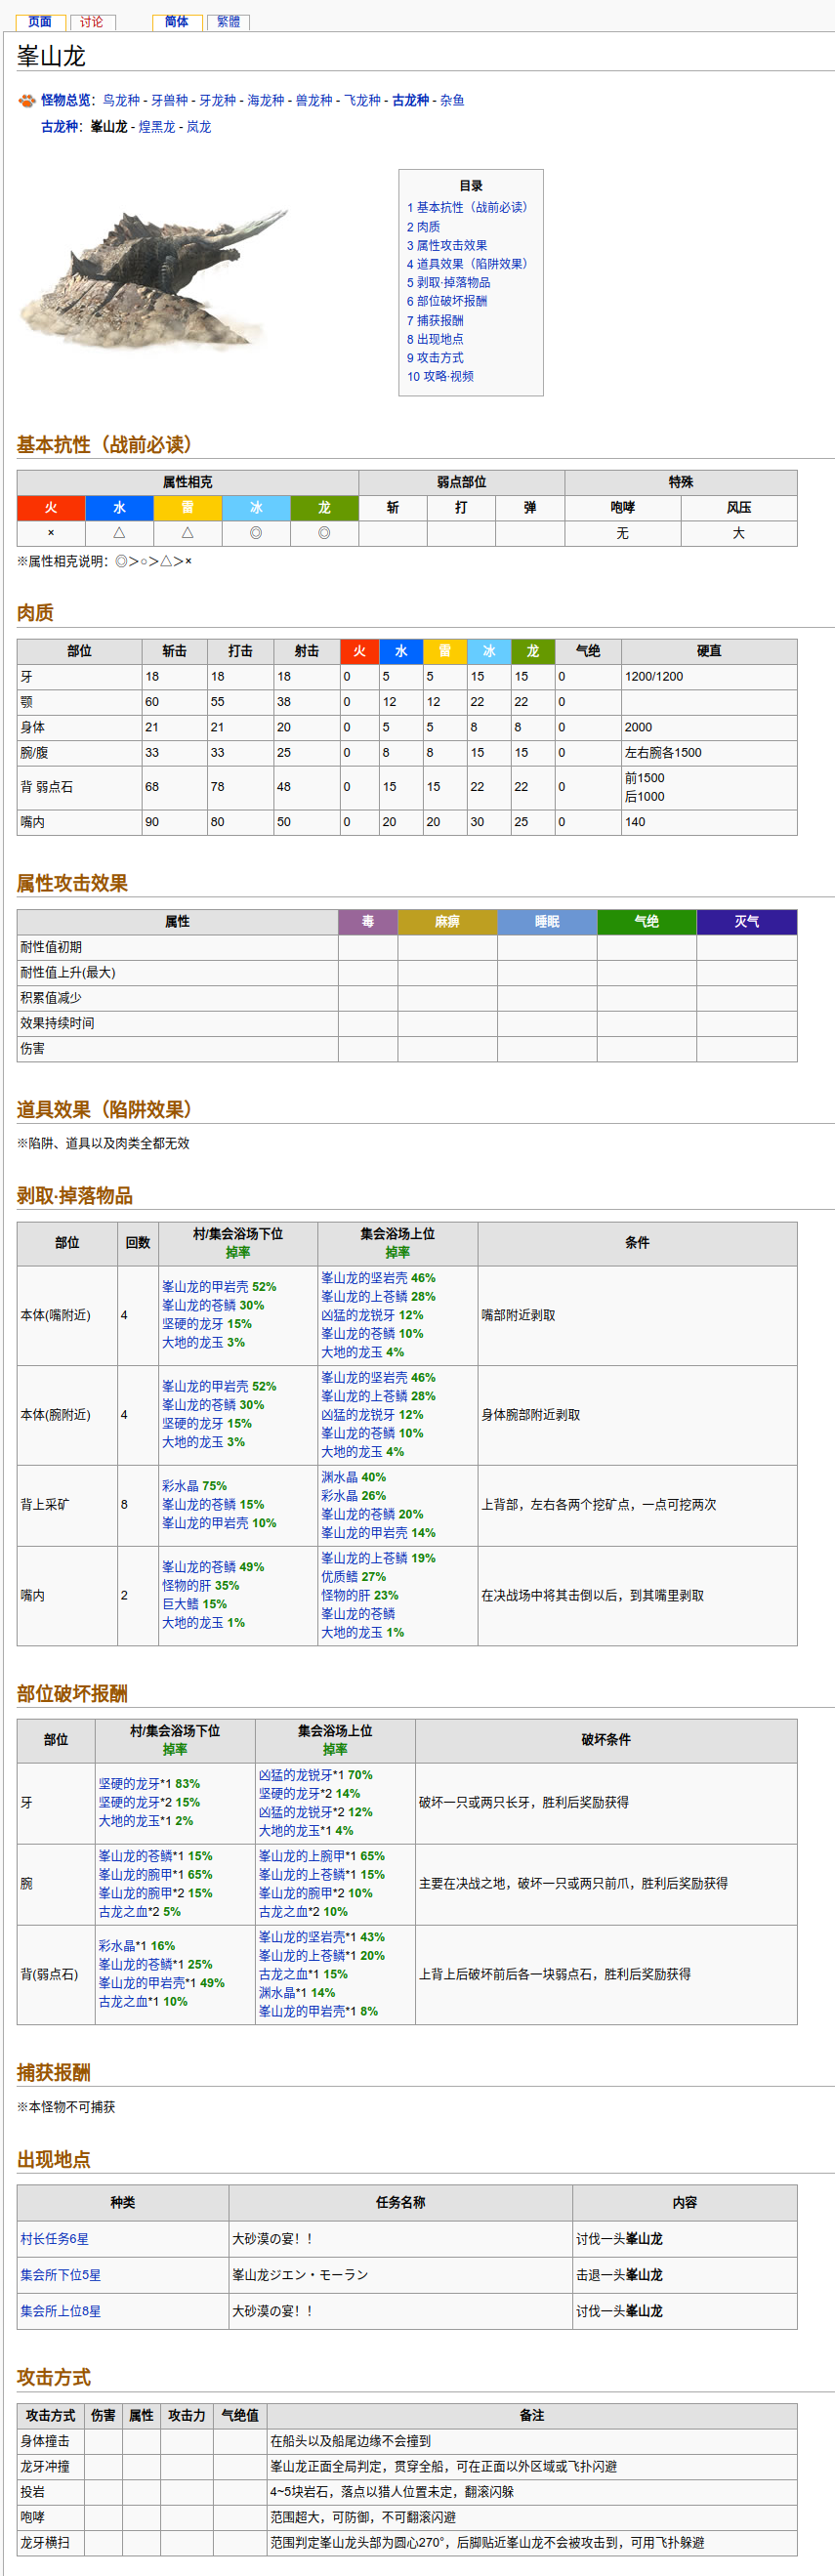 页面 讨论 简体 繁體
峯山龙
怪物总览：鸟龙种 - 牙兽种 - 牙龙种 - 海龙种 - 兽龙种 - 飞龙种 - 古龙种 - 杂鱼
古龙种：峯山龙 - 煌黑龙 - 岚龙
目录
1 基本抗性（战前必读）
2 肉质
3 属性攻击效果
4 道具效果（陷阱效果）
5 剥取·掉落物品
6 部位破坏报酬
7 捕获报酬
8 出现地点
9 攻击方式
10 攻略·视频
基本抗性（战前必读）
属性相克 弱点部位 特殊
火 水 雷 冰 龙 斩 打 弹 咆哮 风压
× △ △ ◎ ◎ 无 大
※属性相克说明：◎＞○＞△＞×
肉质
部位 斩击 打击 射击 火 水 雷 冰 龙 气绝 硬直
牙 18 18 18 0 5 5 15 15 0 1200/1200
颚 60 55 38 0 12 12 22 22 0
身体 21 21 20 0 5 5 8 8 0 2000
腕/腹 33 33 25 0 8 8 15 15 0 左右腕各1500
背 弱点石 68 78 48 0 15 15 22 22 0 前1500
后1000
嘴内 90 80 50 0 20 20 30 25 0 140
属性攻击效果
属性 毒 麻痹 睡眠 气绝 灭气
耐性值初期
耐性值上升(最大)
积累值减少
效果持续时间
伤害
道具效果（陷阱效果）
※陷阱、道具以及肉类全都无效
剥取·掉落物品
部位 回数 村/集会浴场下位 集会浴场上位 条件
掉率 掉率
本体(嘴附近) 4
峯山龙的甲岩壳 52%
峯山龙的苍鳞 30%
坚硬的龙牙 15%
大地的龙玉 3%
峯山龙的坚岩壳 46%
峯山龙的上苍鳞 28%
凶猛的龙锐牙 12%
峯山龙的苍鳞 10%
大地的龙玉 4%
嘴部附近剥取
本体(腕附近) 4
峯山龙的甲岩壳 52%
峯山龙的苍鳞 30%
坚硬的龙牙 15%
大地的龙玉 3%
峯山龙的坚岩壳 46%
峯山龙的上苍鳞 28%
凶猛的龙锐牙 12%
峯山龙的苍鳞 10%
大地的龙玉 4%
身体腕部附近剥取
背上采矿 8
彩水晶 75%
峯山龙的苍鳞 15%
峯山龙的甲岩壳 10%
渊水晶 40%
彩水晶 26%
峯山龙的苍鳞 20%
峯山龙的甲岩壳 14%
上背部，左右各两个挖矿点，一点可挖两次
嘴内 2
峯山龙的苍鳞 49%
怪物的肝 35%
巨大鳍 15%
大地的龙玉 1%
峯山龙的上苍鳞 19%
优质鳍 27%
怪物的肝 23%
峯山龙的苍鳞
大地的龙玉 1%
在决战场中将其击倒以后，到其嘴里剥取
部位破坏报酬
部位 村/集会浴场下位 集会浴场上位 破坏条件
掉率 掉率
牙
坚硬的龙牙*1 83%
坚硬的龙牙*2 15%
大地的龙玉*1 2%
凶猛的龙锐牙*1 70%
坚硬的龙牙*2 14%
凶猛的龙锐牙*2 12%
大地的龙玉*1 4%
破坏一只或两只长牙，胜利后奖励获得
腕
峯山龙的苍鳞*1 15%
峯山龙的腕甲*1 65%
峯山龙的腕甲*2 15%
古龙之血*2 5%
峯山龙的上腕甲*1 65%
峯山龙的上苍鳞*1 15%
峯山龙的腕甲*2 10%
古龙之血*2 10%
主要在决战之地，破坏一只或两只前爪，胜利后奖励获得
背(弱点石)
彩水晶*1 16%
峯山龙的苍鳞*1 25%
峯山龙的甲岩壳*1 49%
古龙之血*1 10%
峯山龙的坚岩壳*1 43%
峯山龙的上苍鳞*1 20%
古龙之血*1 15%
渊水晶*1 14%
峯山龙的甲岩壳*1 8%
上背上后破坏前后各一块弱点石，胜利后奖励获得
捕获报酬
※本怪物不可捕获
出现地点
种类 任务名称 内容
村长任务6星 大砂漠の宴！！ 讨伐一头峯山龙
集会所下位5星 峯山龙ジエン・モーラン 击退一头峯山龙
集会所上位8星 大砂漠の宴！！ 讨伐一头峯山龙
攻击方式
攻击方式 伤害 属性 攻击力 气绝值 备注
身体撞击 在船头以及船尾边缘不会撞到
龙牙冲撞 峯山龙正面全局判定，贯穿全船，可在正面以外区域或飞扑闪避
投岩 4~5块岩石，落点以猎人位置未定，翻滚闪躲
咆哮 范围超大，可防御，不可翻滚闪避
龙牙横扫 范围判定峯山龙头部为圆心270°，后脚贴近峯山龙不会被攻击到，可用飞扑躲避